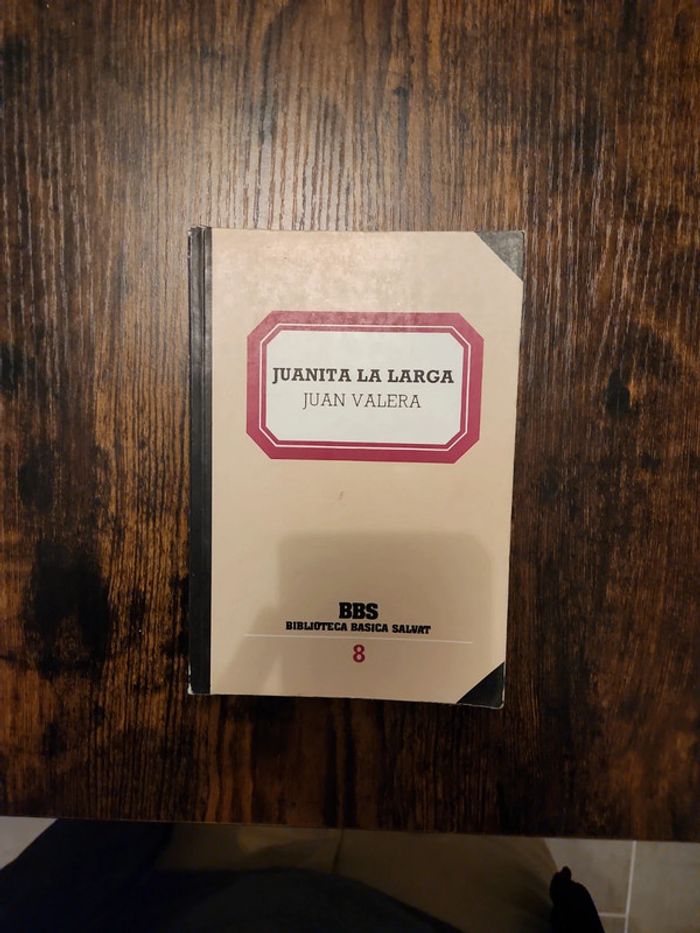 JUANITA LA LARGA
JUAN VALERA
BBS
BIBLIOTECA BASICA SALVAT
8